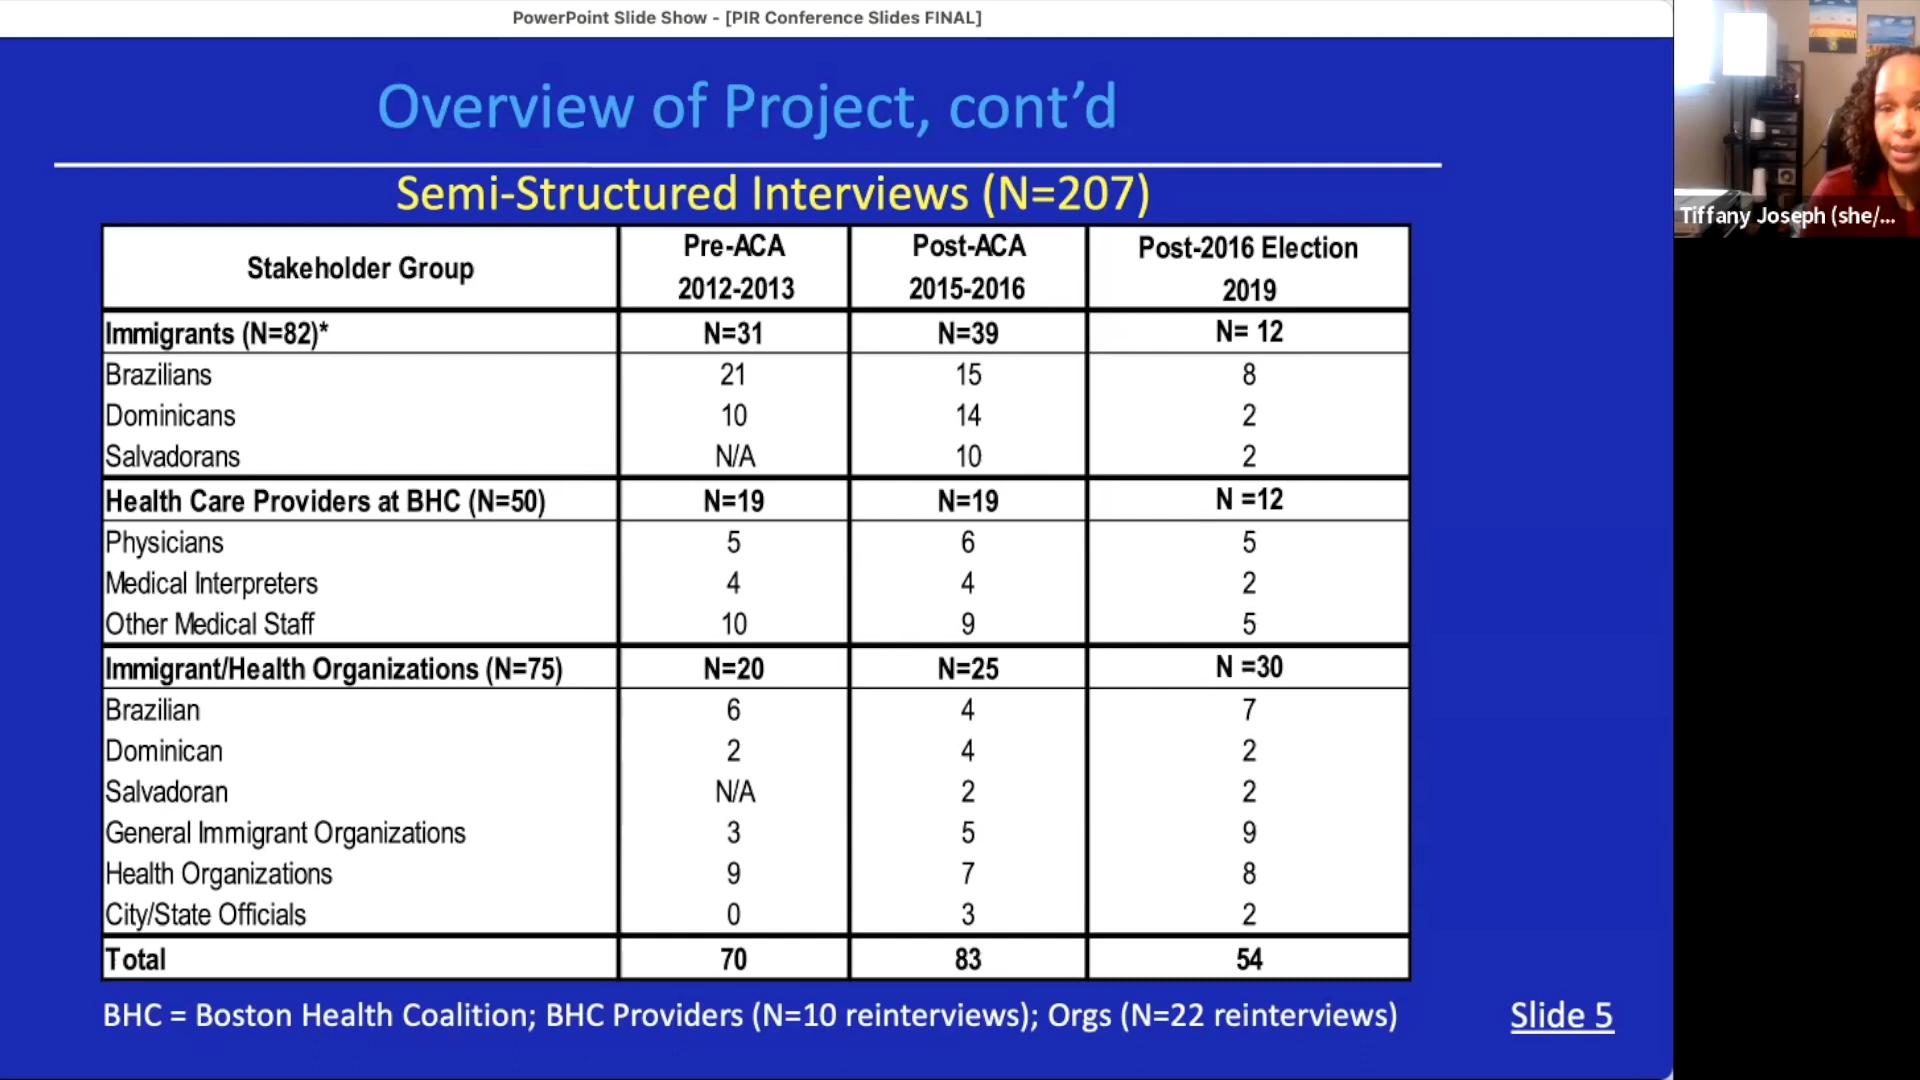 PowerPoint Slide Show - [PIR Conference Slides FINAL]
Overview of Project, cont’d
Semi-Structured Interviews (N=207)
Stakeholder Group Pre-ACA 2012-2013 Post-ACA 2015-2016 Post-2016 Election 2019
Immigrants (N=82)* N=31 N=39 N= 12
Brazilians 21 15 8
Dominicans 10 14 2
Salvadorans N/A 10 2
Health Care Providers at BHC (N=50) N=19 N=19 N =12
Physicians 5 6 5
Medical Interpreters 4 4 2
Other Medical Staff 10 9 5
Immigrant/Health Organizations (N=75) N=20 N=25 N =30
Brazilian 6 4 7
Dominican 2 4 2
Salvadoran N/A 2 2
General Immigrant Organizations 3 5 9
Health Organizations 9 7 8
City/State Officials 0 3 2
Total 70 83 54
BHC = Boston Health Coalition; BHC Providers (N=10 reinterviews); Orgs (N=22 reinterviews)
Slide 5
Tiffany Joseph (she/...